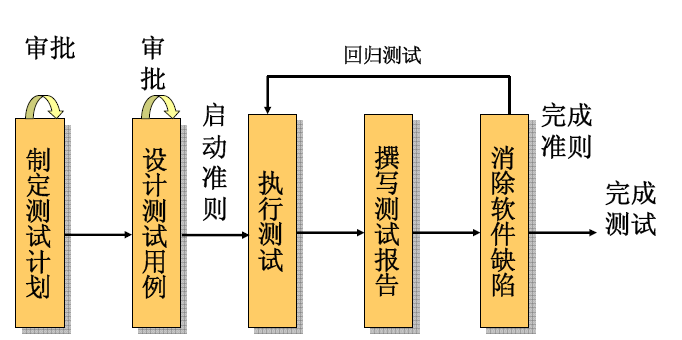 审批
审
批
回归测试
启
动
准
则
完成
准则
制定测试计划
设计测试用例
执行测试
撰写测试报告
消除软件缺陷
完成
测试